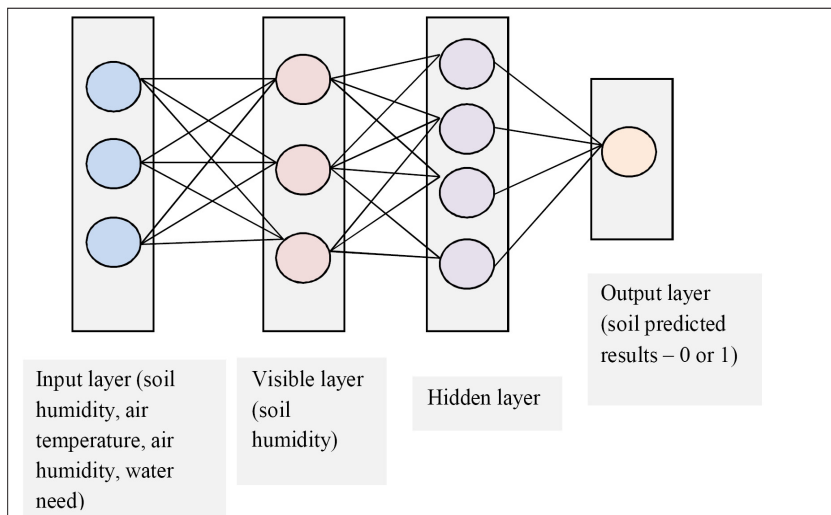 Input layer (soil
humidity, air
temperature, air
humidity, water
need)
Visible layer
(soil
humidity)
Hidden layer
Output layer
(soil predicted
results – 0 or 1)